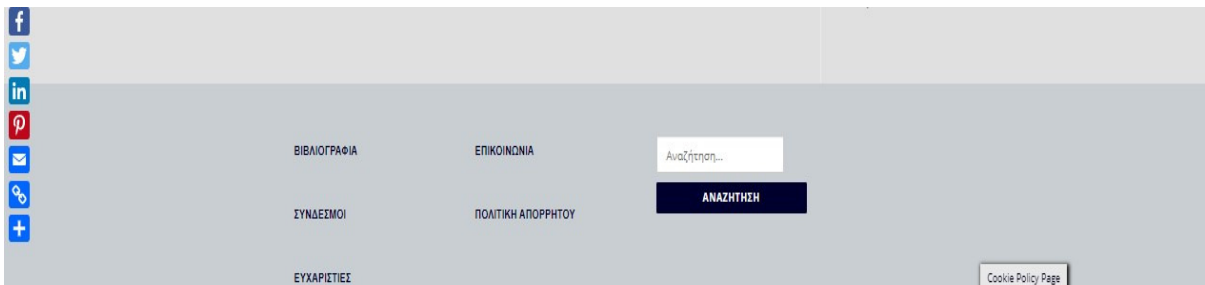 ΒΙΒΛΙΟΓΡΑΦΙΑ
ΣΥΝΔΕΣΜΟΙ
ΕΥΧΑΡΙΣΤΙΕΣ
ΕΠΙΚΟΙΝΩΝΙΑ
ΠΟΛΙΤΙΚΗ ΑΠΟΡΡΗΤΟΥ
Αναζήτηση...
ΑΝΑΖΗΤΗΣΗ
Cookie Policy Page